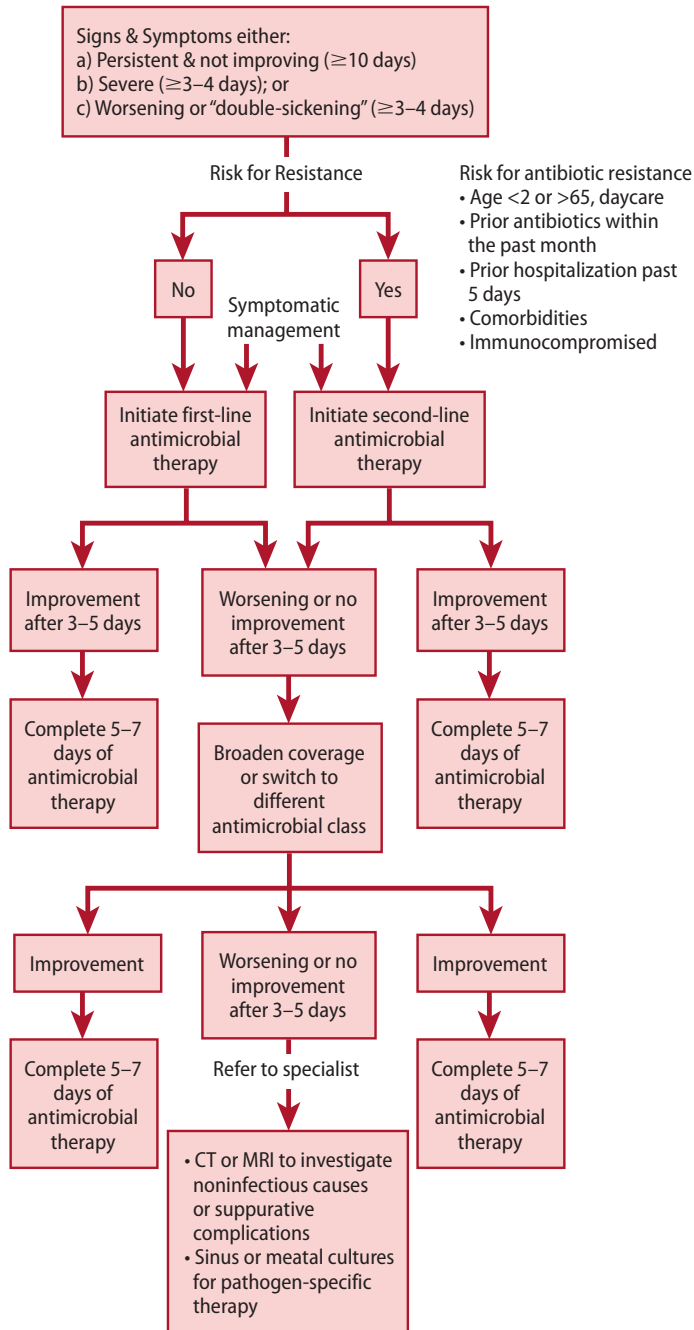 Signs & Symptoms either:
a) Persistent & not improving (≥10 days)
b) Severe (≥3–4 days); or
c) Worsening or “double-sickening” (≥3–4 days)
Risk for Resistance
Risk for antibiotic resistance
• Age <2 or >65, daycare
• Prior antibiotics within
the past month
• Prior hospitalization past
5 days
• Comorbidities
• Immunocompromised
No
Yes
Symptomatic
management
Initiate first-line
antimicrobial
therapy
Initiate second-line
antimicrobial
therapy
Improvement
after 3–5 days
Worsening or no
improvement
after 3–5 days
Improvement
after 3–5 days
Complete 5–7
days of
antimicrobial
therapy
Broaden coverage
or switch to
different
antimicrobial class
Complete 5–7
days of
antimicrobial
therapy
Improvement
Worsening or no
improvement
after 3–5 days
Improvement
Complete 5–7
days of
antimicrobial
therapy
Refer to specialist
Complete 5–7
days of
antimicrobial
therapy
• CT or MRI to investigate
noninfectious causes
or suppurative
complications
• Sinus or meatal cultures
for pathogen-specific
therapy